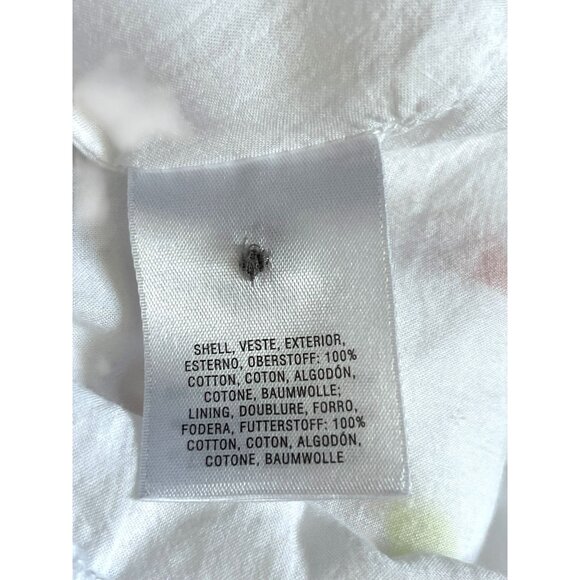 SHELL, VESTE, EXTERIOR,
ESTERNO, OBERSTOFF: 100%
COTTON, COTON, ALGODÓN,
COTONE, BAUMWOLLE;
LINING, DOUBLURE, FORRO,
FODERA, FUTTERSTOFF: 100%
COTTON, COTON, ALGODÓN,
COTONE, BAUMWOLLE